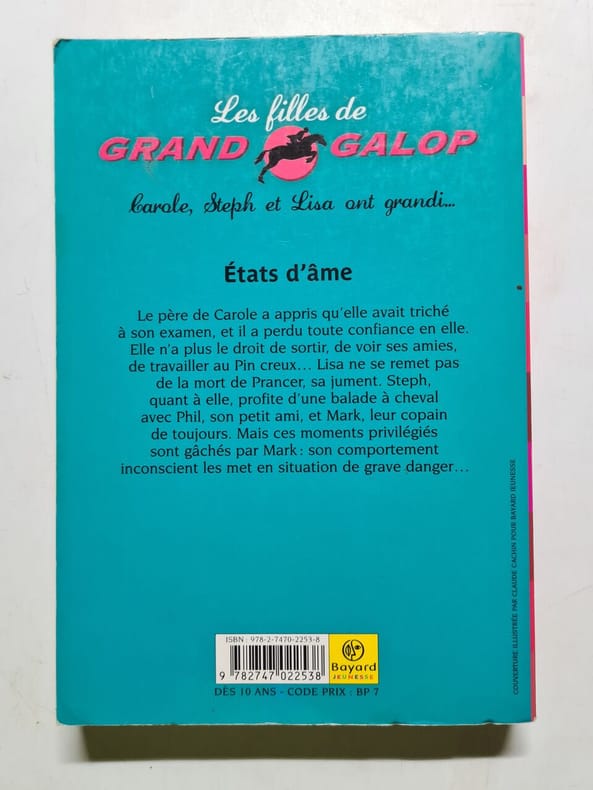 Les filles de
GRAND GALOP
Carole, Steph et Lisa ont grandi...
États d'âme
Le père de Carole a appris qu'elle avait triché
à son examen, et il a perdu toute confiance en elle.
Elle n'a plus le droit de sortir, de voir ses amies,
de travailler au Pin creux... Lisa ne se remet pas
de la mort de Prancer, sa jument. Steph,
quant à elle, profite d'une balade à cheval
avec Phil, son petit ami, et Mark, leur copain
de toujours. Mais ces moments privilégiés
sont gâchés par Mark : son comportement
inconscient les met en situation de grave danger...
COUVERTURE ILLUSTRÉE PAR CLAUDE CACHIN POUR BAYARD JEUNESSE
ISBN : 978-2-7470-2253-8
9 782747 022538
Bayard
JEUNESSE
DÈS 10 ANS - CODE PRIX : BP 7